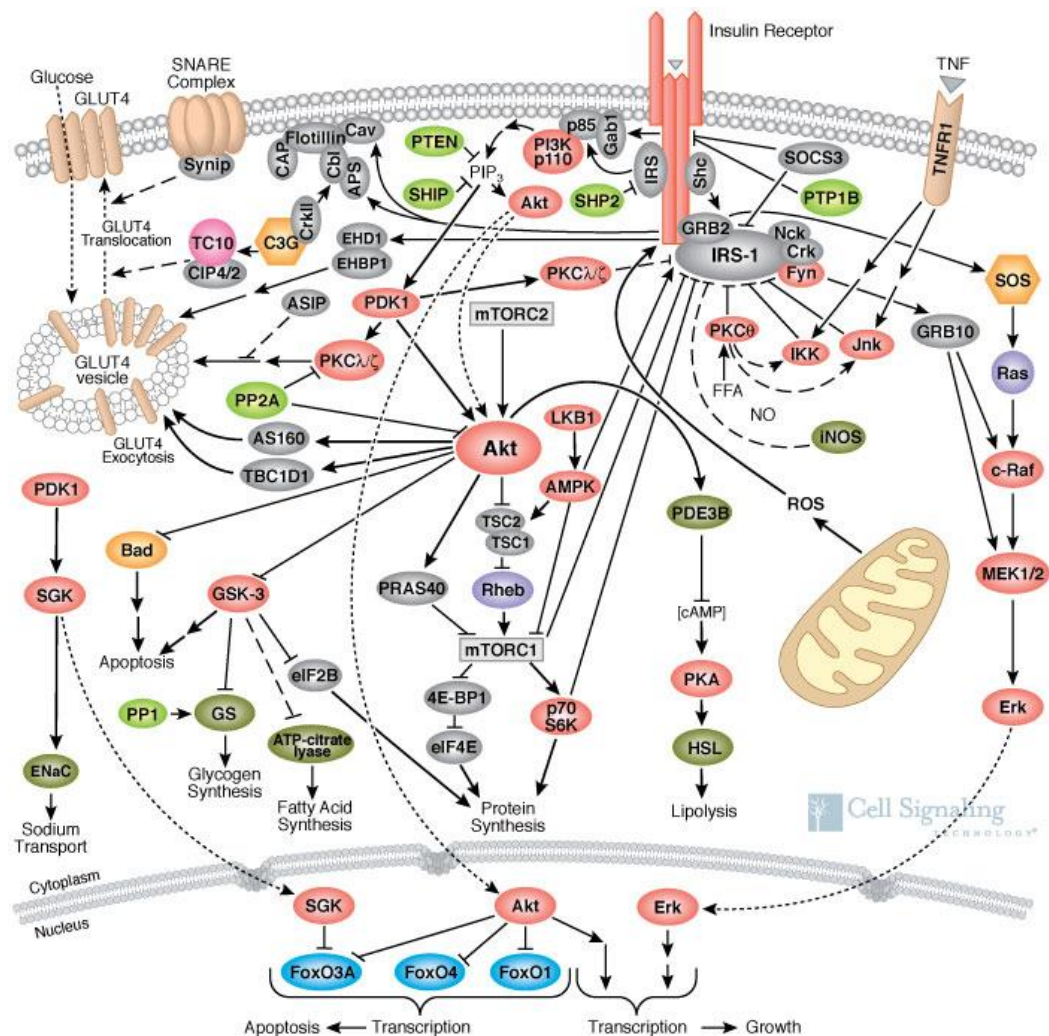 Insulin Receptor
SNARE
Complex
Glucose
GLUT4
TNF
Synip
Flotillin
Cav
CAP
Cbl
APS
CrkII
PTEN
PIP3
SHIP
PI3K
p110
p85
Gab1
IRS
SHP2
Shc
SOCS3
PTP1B
TNFR1
Akt
GLUT4
Translocation
TC10
CIP4/2
C3G
EHD1
EHBP1
GRB2
IRS-1
Nck
Crk
Fyn
SOS
ASIP
PDK1
PKCλ/ζ
mTORC2
PKCθ
IKK
Jnk
GRB10
Ras
GLUT4
vesicle
PKCλ/ζ
FFA
NO
PP2A
iNOS
GLUT4
Exocytosis
AS160
TBC1D1
Akt
LKB1
AMPK
c-Raf
PDK1
PDE3B
ROS
Bad
TSC2
TSC1
MEK1/2
SGK
GSK-3
PRAS40
Rheb
[cAMP]
Apoptosis
mTORC1
eIF2B
4E-BP1
p70
S6K
PKA
Erk
PP1
GS
ATP-citrate
lyase
eIF4E
HSL
ENaC
Glycogen
Synthesis
Fatty Acid
Synthesis
Protein
Synthesis
Lipolysis
Sodium
Transport
Cell Signaling
TECHNOLOGY®
Cytoplasm
Nucleus
SGK
Akt
Erk
FoxO3A
FoxO4
FoxO1
Apoptosis
Transcription
Transcription
Growth